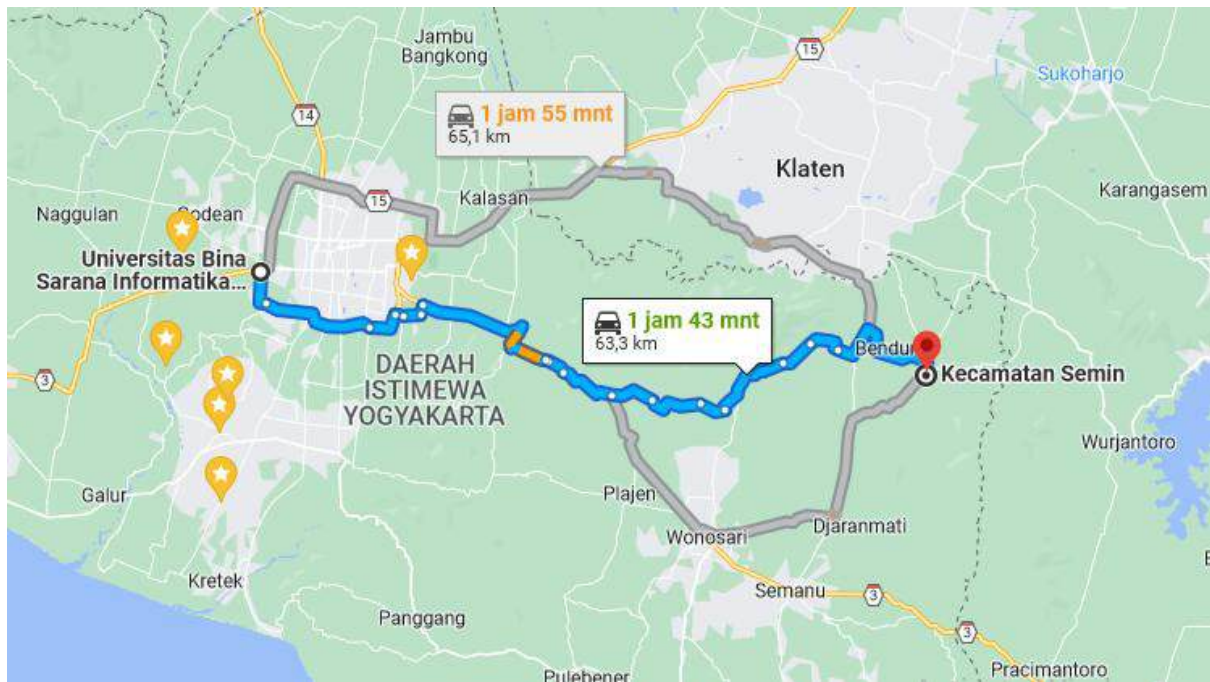 Jambu
Bangkong
15
Sukoharjo
14
1 jam 55 mnt
65,1 km
Klaten
Karangasem
15
Kalasan
Naggulan
Godean
Universitas Bina
Sarana Informatika...
1 jam 43 mnt
63,3 km
DAERAH
ISTIMEWA
YOGYAKARTA
3
Kecamatan Semin
Wurjantoro
Galur
Plajen
Djaranmati
Wonosari
Kretek
Semanu
3
Panggang
3
Pracimantoro
Pulebener